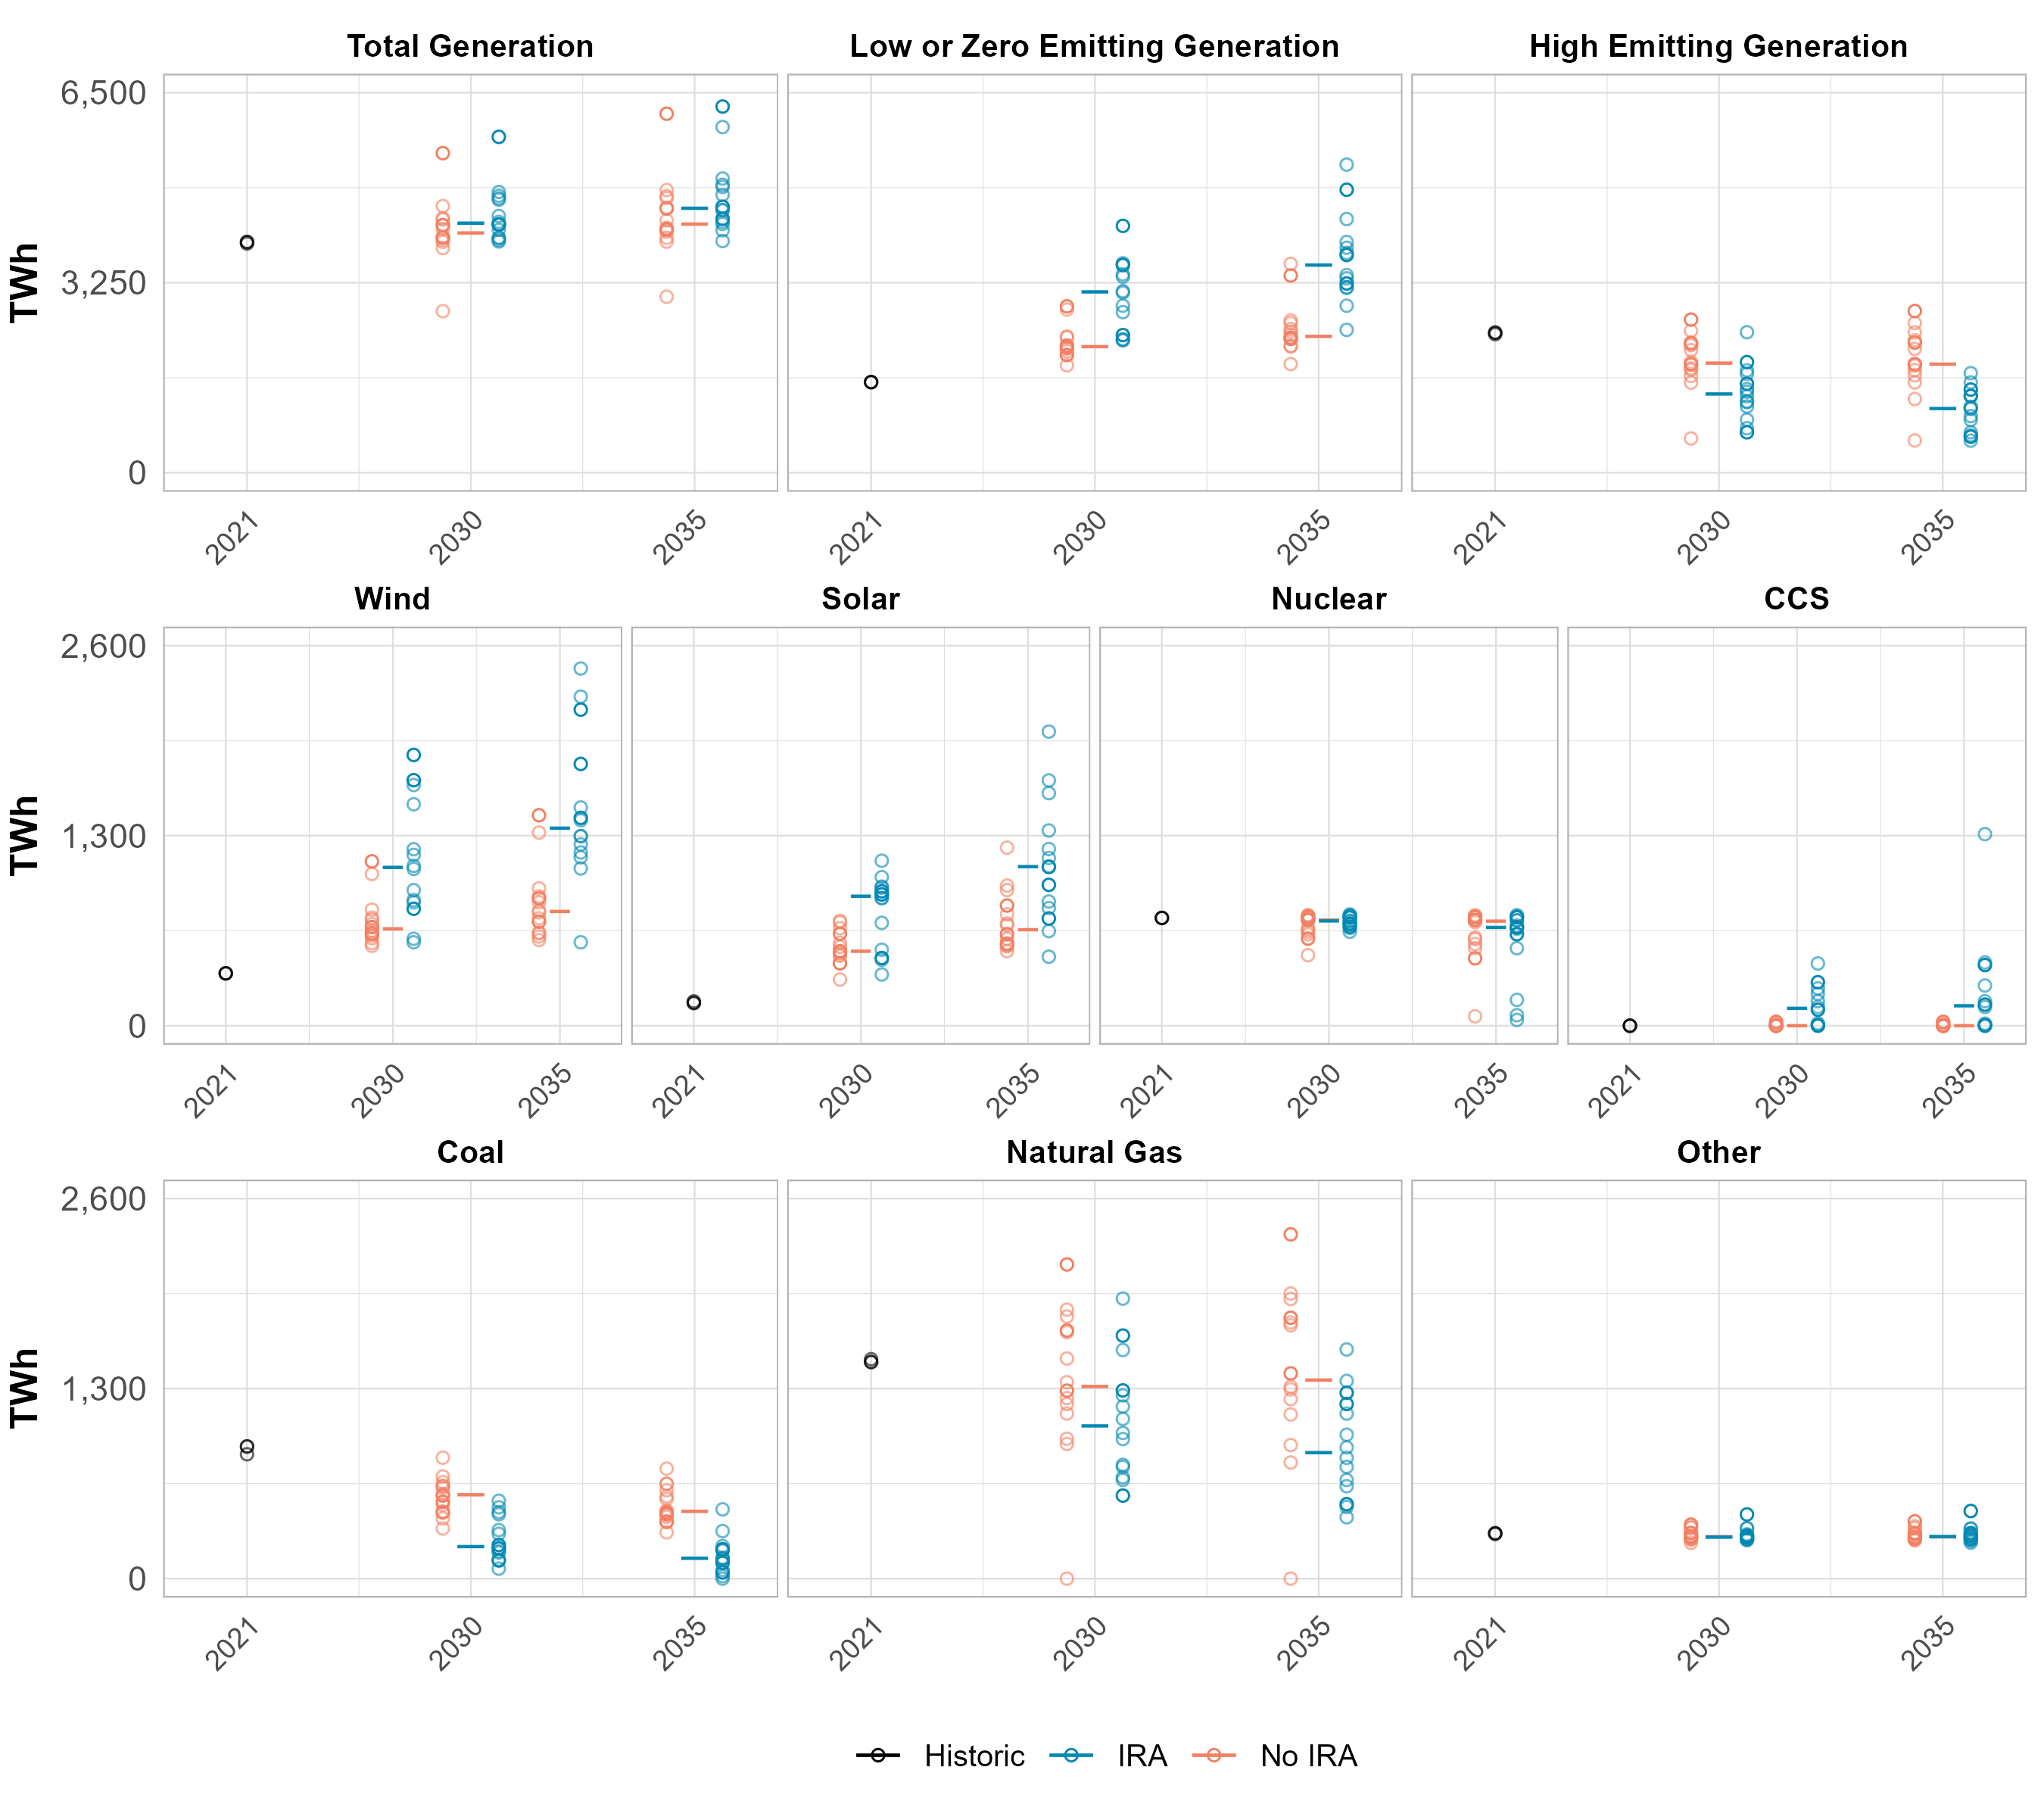 Total Generation Low or Zero Emitting Generation High Emitting Generation
TWh
6,500
3,250
0
2021 2030 2035 2021 2030 2035 2021 2030 2035
Wind Solar Nuclear CCS
TWh
2,600
1,300
0
2021 2030 2035 2021 2030 2035 2021 2030 2035 2021 2030 2035
Coal Natural Gas Other
TWh
2,600
1,300
0
2021 2030 2035 2021 2030 2035 2021 2030 2035
Historic IRA No IRA